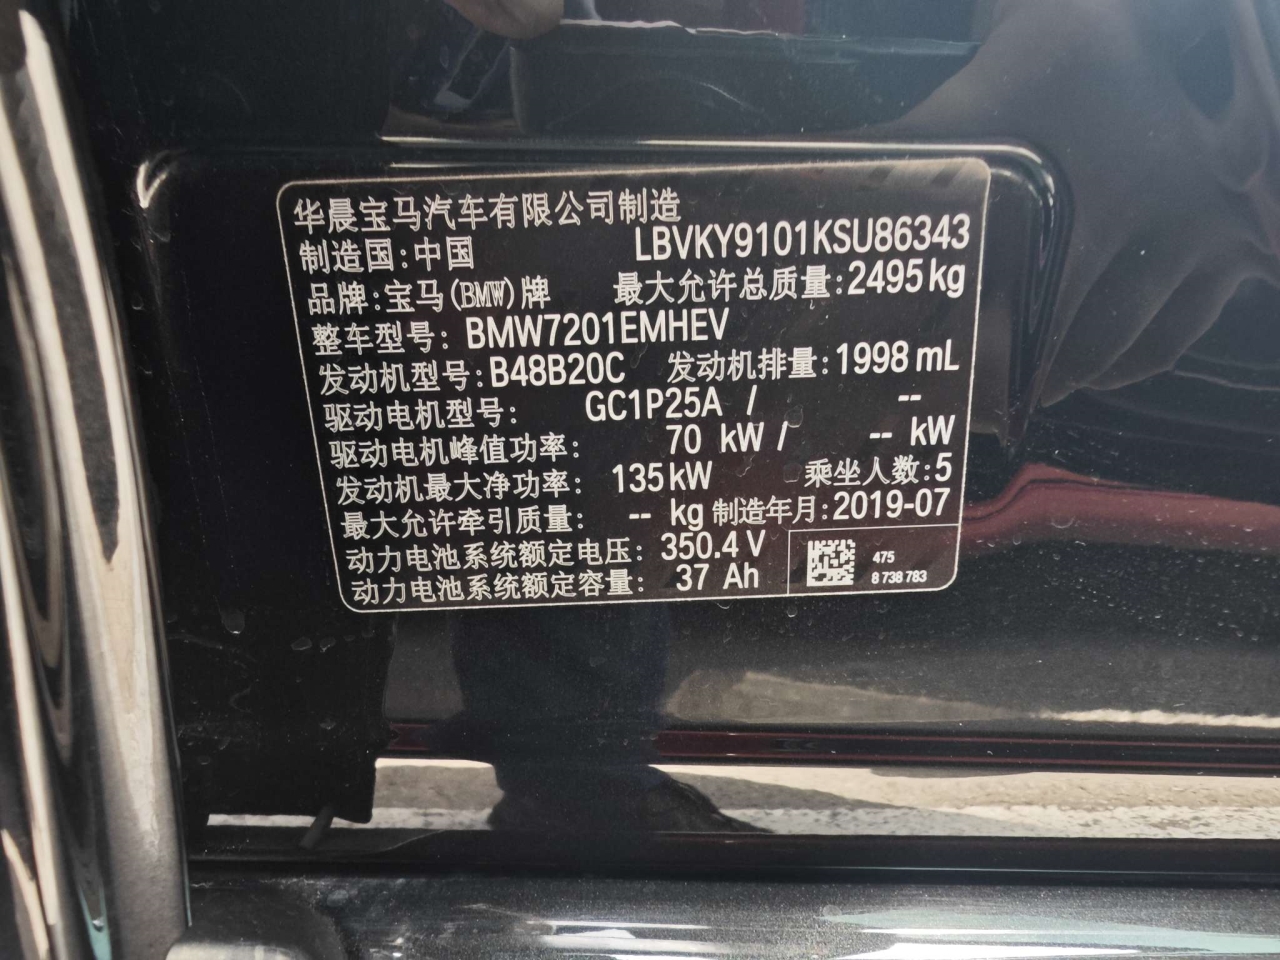 华晨宝马汽车有限公司制造
制造国:中国 LBVKY9101KSU86343
品牌:宝马(BMW)牌 最大允许总质量:2495kg
整车型号:BMW7201EMHEV
发动机型号:B48B20C 发动机排量:1998 mL
驱动电机型号: GC1P25A / --
驱动电机峰值功率: 70 kW / -- kW
发动机最大净功率: 135kW 乘坐人数:5
最大允许牵引质量: -- kg 制造年月:2019-07
动力电池系统额定电压: 350.4 V
动力电池系统额定容量: 37 Ah
475
8 738 783